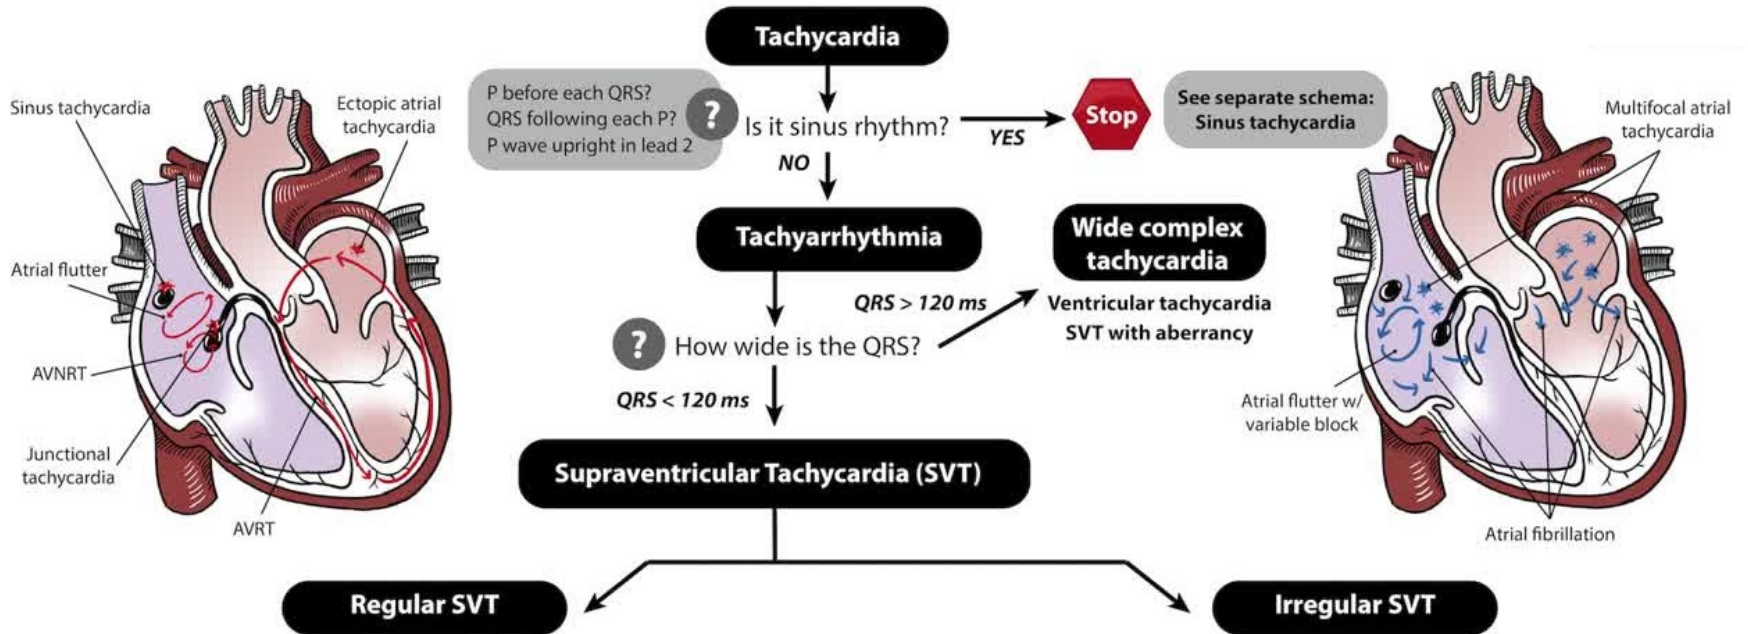 Tachycardia
P before each QRS?
QRS following each P?
P wave upright in lead 2
?
Is it sinus rhythm?
YES
Stop
See separate schema:
Sinus tachycardia
NO
Tachyarrhythmia
Wide complex
tachycardia
QRS > 120 ms
Ventricular tachycardia
SVT with aberrancy
?
How wide is the QRS?
QRS < 120 ms
Supraventricular Tachycardia (SVT)
Regular SVT
Irregular SVT
Sinus tachycardia
Ectopic atrial
tachycardia
Atrial flutter
AVNRT
Junctional
tachycardia
AVRT
Multifocal atrial
tachycardia
Atrial flutter w/
variable block
Atrial fibrillation